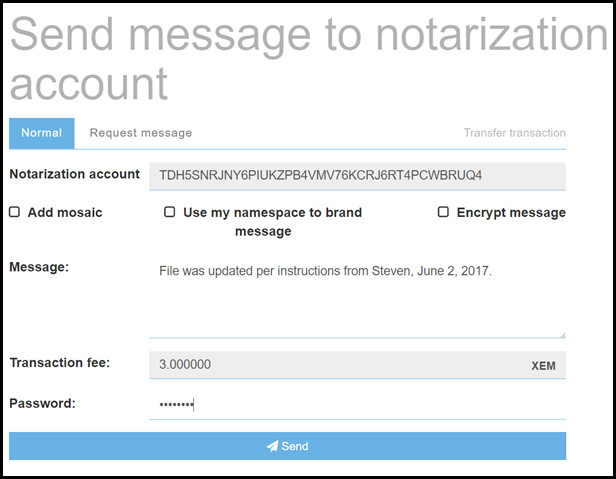 Send message to notarization
account
Normal
Request message
Transfer transaction
Notarization account
TDH5SNRJNY6PIUKZPB4VMV76KCRJ6RT4PCWBRUQ4
Add mosaic
Use my namespace to brand
message
Encrypt message
Message:
File was updated per instructions from Steven, June 2, 2017.
Transaction fee:
3.000000
XEM
Password:
••••••••
Send